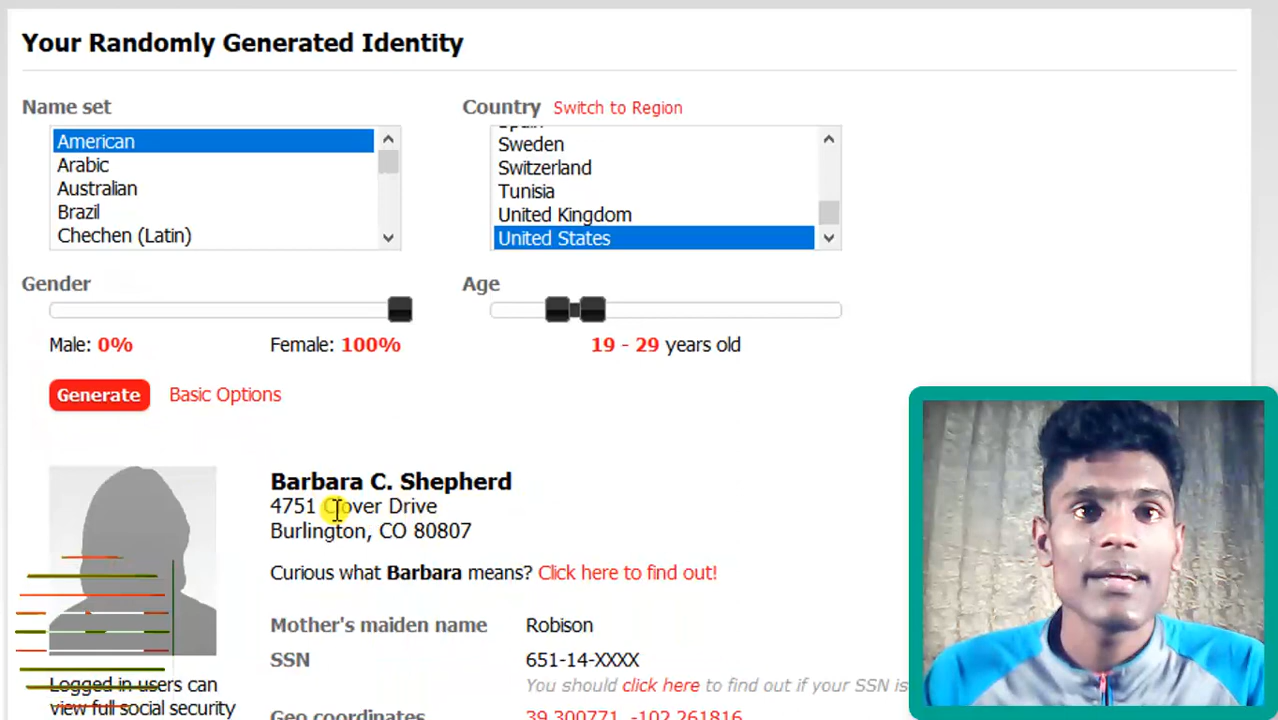 Your Randomly Generated Identity
Name set
Country Switch to Region
American
Arabic
Australian
Brazil
Chechen (Latin)
Sweden
Switzerland
Tunisia
United Kingdom
United States
Gender
Age
Male: 0% Female: 100%
19 - 29 years old
Generate Basic Options
Barbara C. Shepherd
4751 Clover Drive
Burlington, CO 80807
Curious what Barbara means? Click here to find out!
Mother's maiden name Robison
SSN 651-14-XXXX
You should click here to find out if your SSN is
Geo coordinates 39.300771, -102.261816
Logged in users can
view full social security